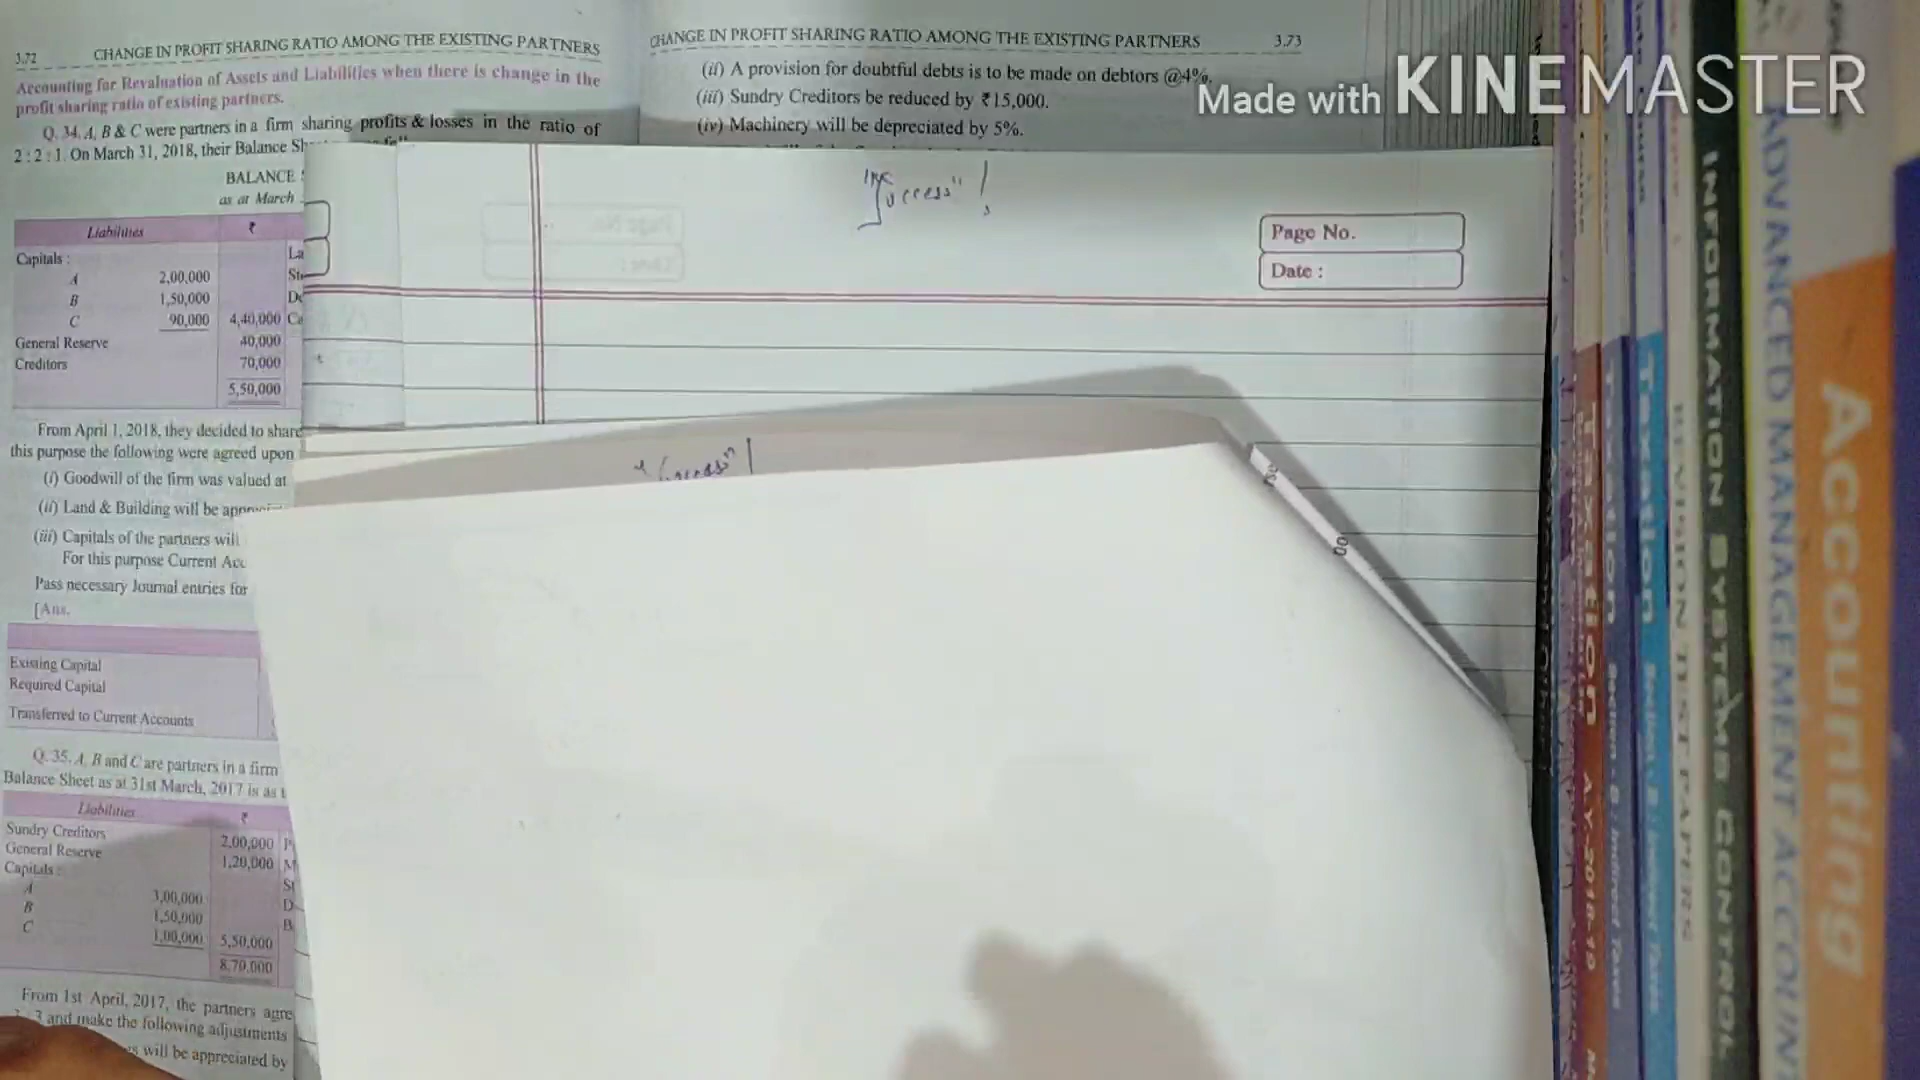 3.72 CHANGE IN PROFIT SHARING RATIO AMONG THE EXISTING PARTNERS
Accounting for Revaluation of Assets and Liabilities when there is change in the
profit sharing ratio of existing partners.
Q. 34. A, B & C were partners in a firm sharing profits & losses in the ratio of
2 : 2 : 1. On March 31, 2018, their Balance
BALANCE
as at March
Liabilities ₹
Capitals :
A 2,00,000
B 1,50,000
C 90,000 4,40,000
General Reserve 40,000
Creditors 70,000
5,50,000
From April 1, 2018, they decided to share
this purpose the following were agreed upon
(i) Goodwill of the firm was valued at
(ii) Land & Building will be
(iii) Capitals of the partners will
For this purpose Current
Pass necessary Journal entries for
[Ans.
Existing Capital
Required Capital
Transferred to Current Accounts
Q. 35. A, B and C are partners in a firm
Balance Sheet as at 31st March, 2017 is as
Liabilities ₹
Sundry Creditors 2,00,000
General Reserve 1,20,000
Capitals :
A 3,00,000
B 1,50,000
C 1,00,000 5,50,000
8,70,000
From 1st April, 2017, the partners
3 and make the following adjustments
will be appreciated by
CHANGE IN PROFIT SHARING RATIO AMONG THE EXISTING PARTNERS 3.73
(ii) A provision for doubtful debts is to be made on debtors @4%.
(iii) Sundry Creditors be reduced by ₹15,000.
(iv) Machinery will be depreciated by 5%.
Made with KINEMASTER
Page No.
Date :
Taxation AY-2018-19
Taxation Section - B : Indirect Taxes
REVISION TEST PAPERS
INFORMATION SYSTEMS CONTROL
ADVANCED MANAGEMENT
Accounting